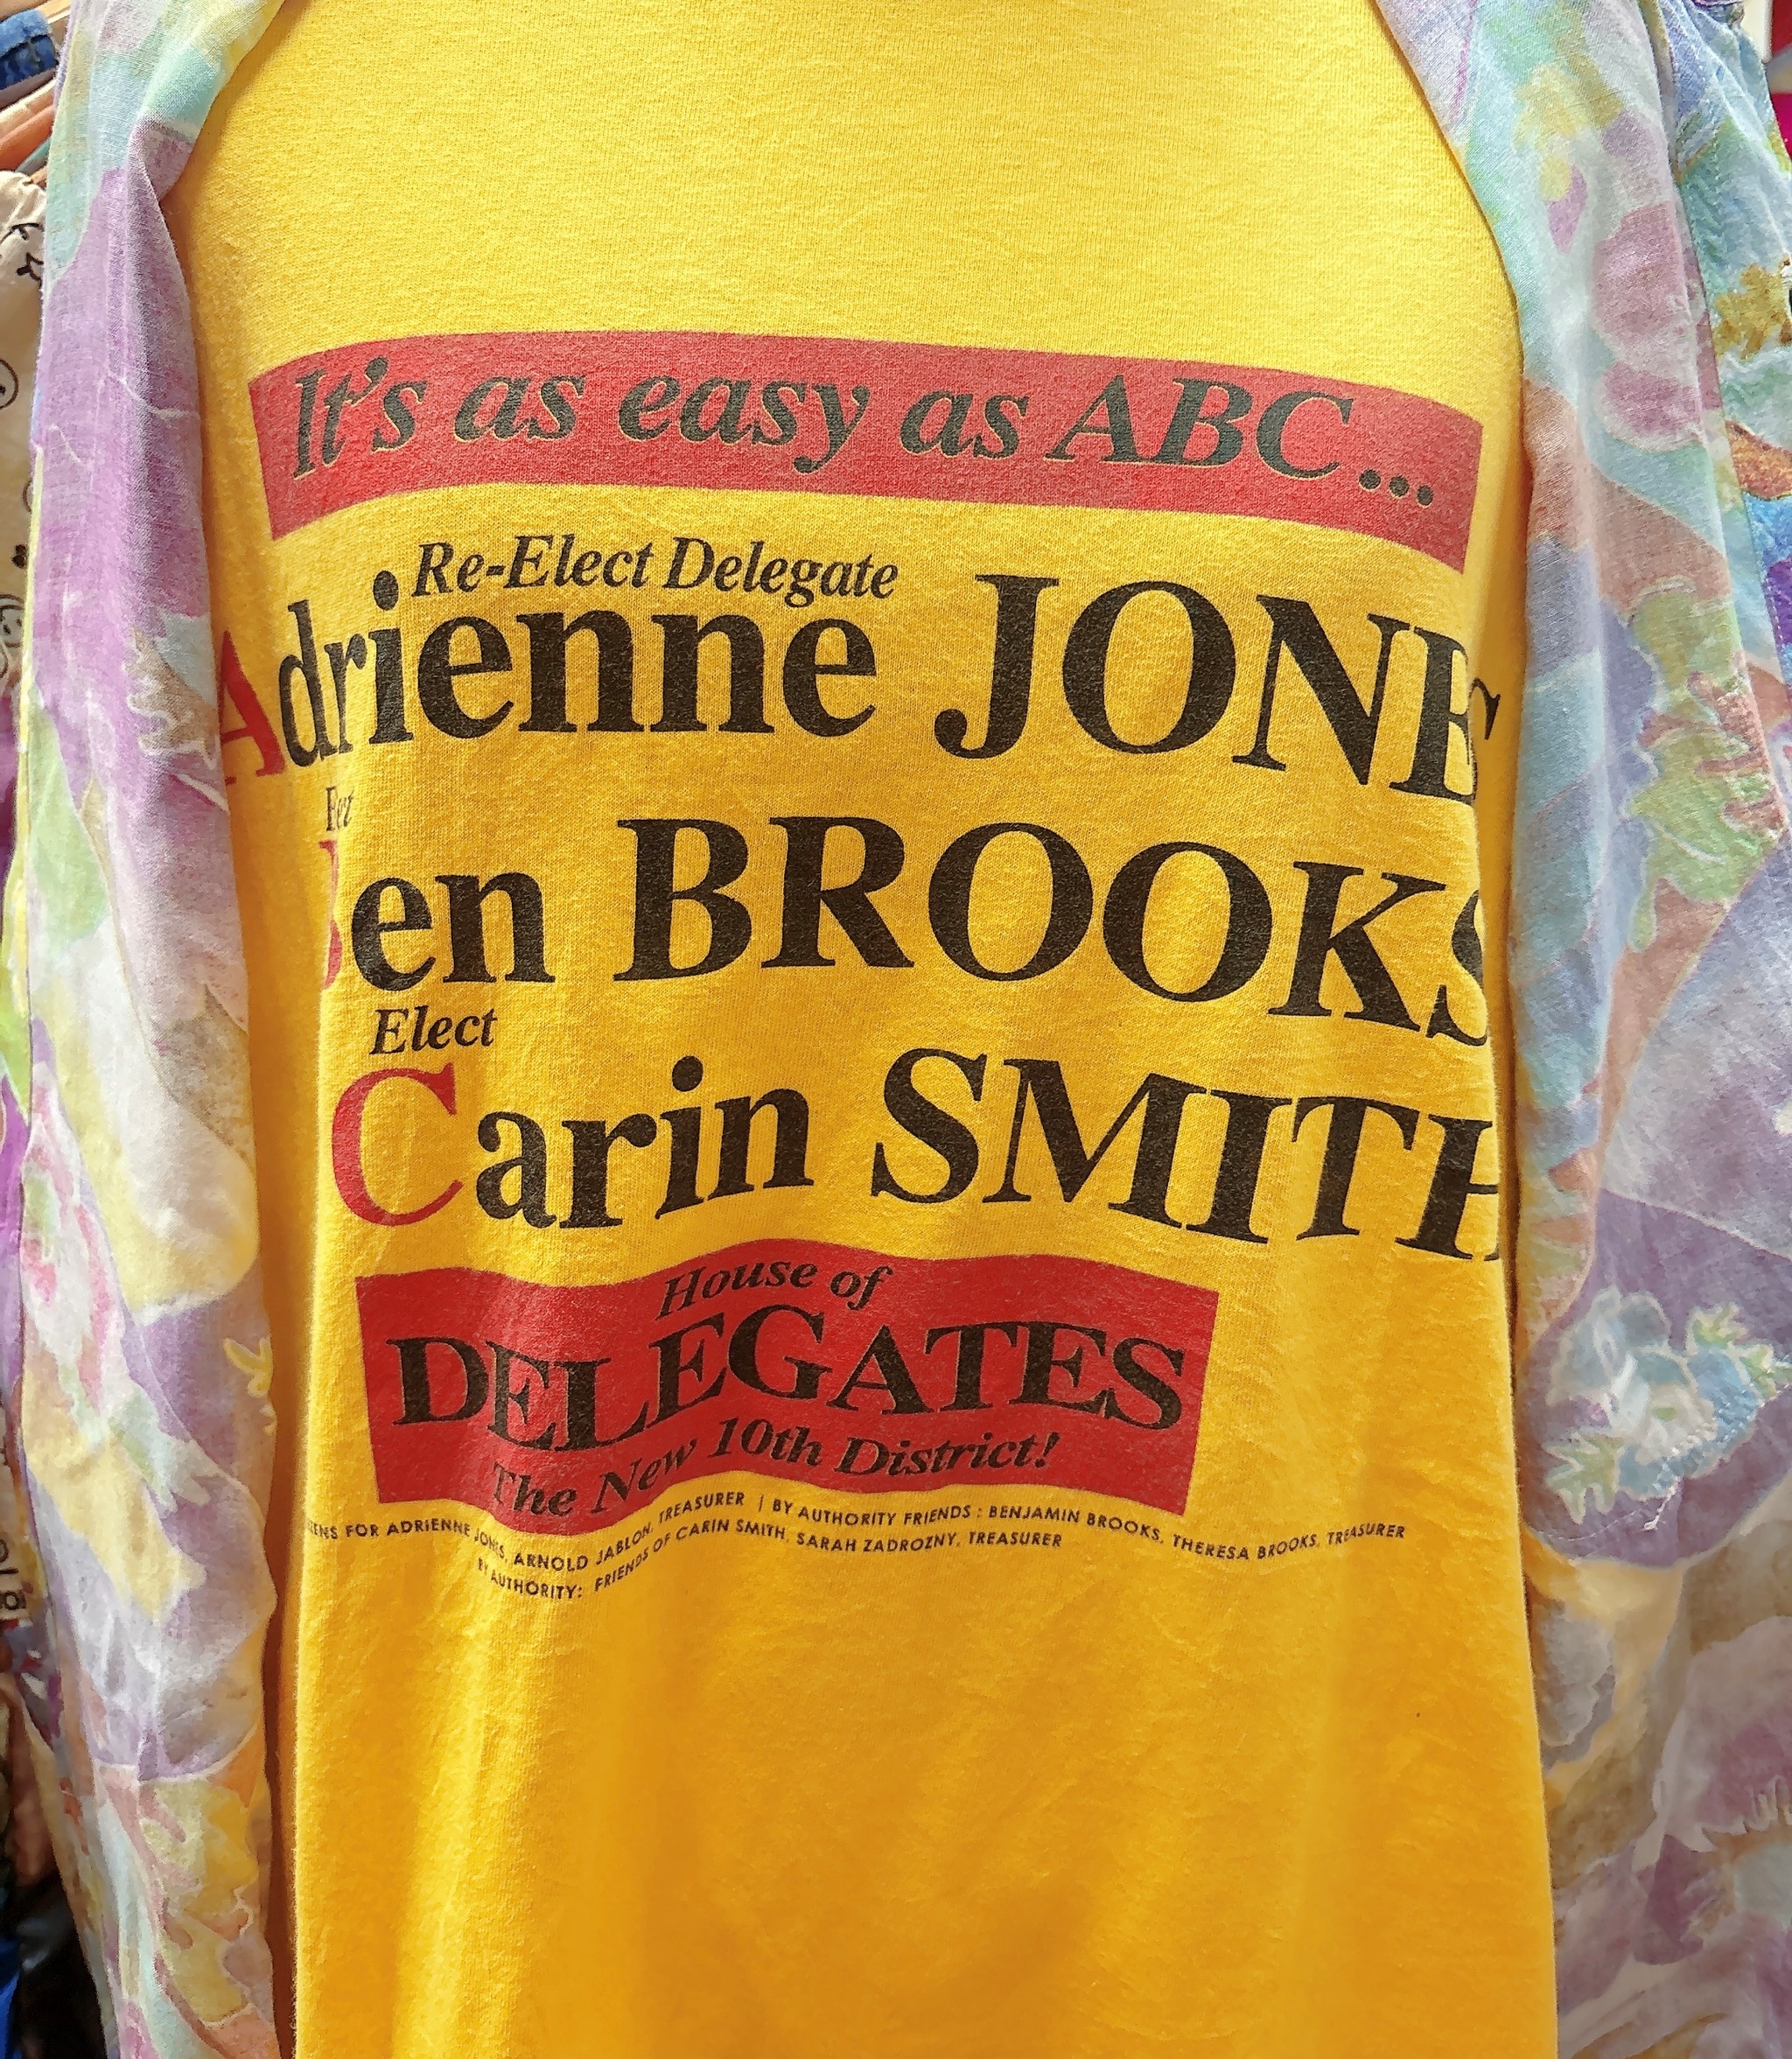 It's as easy as ABC...
Re-Elect Delegate
Adrienne JONES
Ben BROOKS
Elect
Carin SMITH
House of
DELEGATES
The New 10th District!
FOR ADRIENNE JONES, ARNOLD JABLON, TREASURER | BY AUTHORITY FRIENDS : BENJAMIN BROOKS, THERESA BROOKS, TREASURER
BY AUTHORITY: FRIENDS OF CARIN SMITH, SARAH ZADROZNY, TREASURER